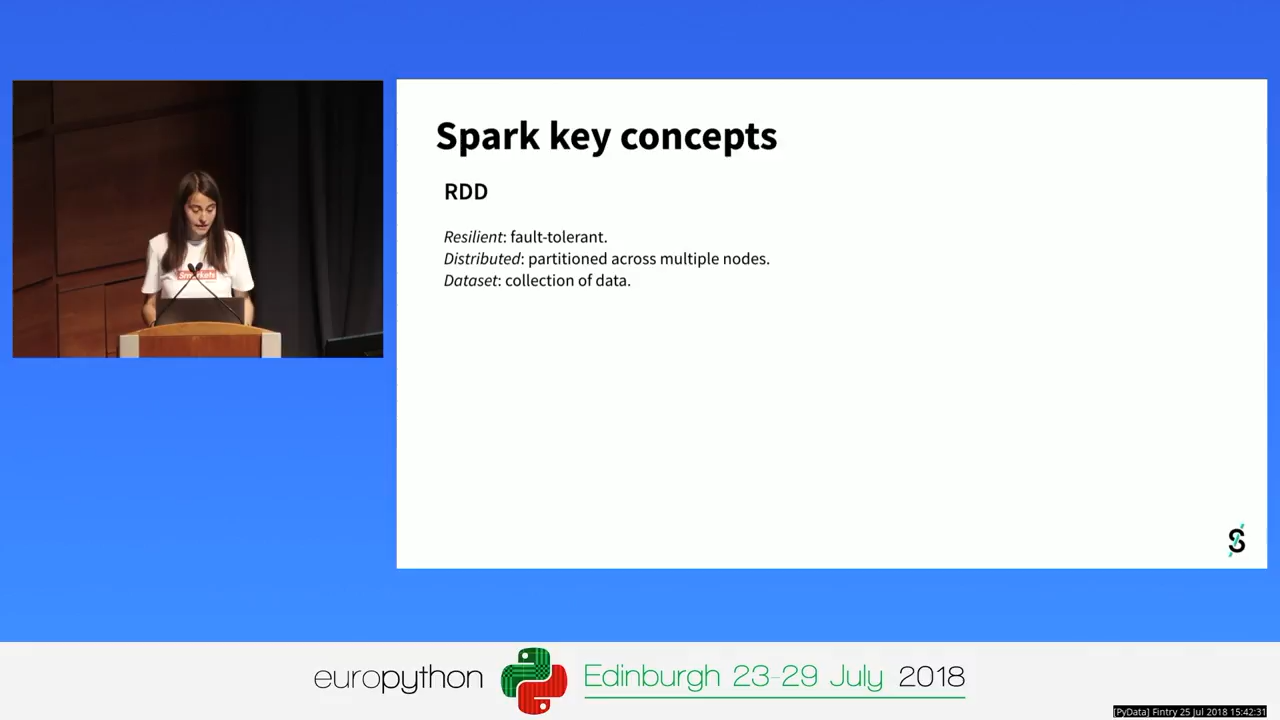 Spark key concepts
RDD
Resilient: fault-tolerant.
Distributed: partitioned across multiple nodes.
Dataset: collection of data.
Smarkets
S
europython Edinburgh 23-29 July 2018
[PyData] Fintry 25 Jul 2018 15:42:31